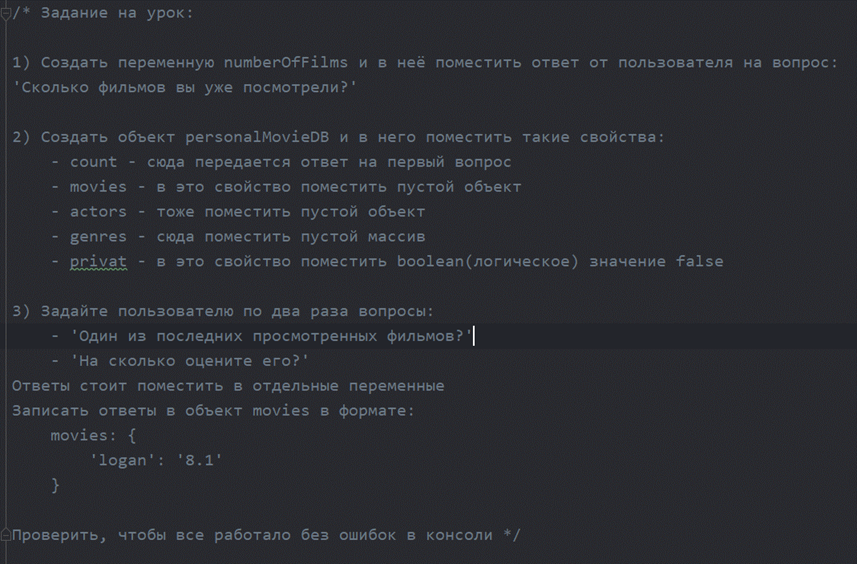 /* Задание на урок:
1) Создать переменную numberOfFilms и в неё поместить ответ от пользователя на вопрос:
'Сколько фильмов вы уже посмотрели?'
2) Создать объект personalMovieDB и в него поместить такие свойства:
- count - сюда передается ответ на первый вопрос
- movies - в это свойство поместить пустой объект
- actors - тоже поместить пустой объект
- genres - сюда поместить пустой массив
- privat - в это свойство поместить boolean(логическое) значение false
3) Задайте пользователю по два раза вопросы:
- 'Один из последних просмотренных фильмов?'
- 'На сколько оцените его?'
Ответы стоит поместить в отдельные переменные
Записать ответы в объект movies в формате:
movies: {
'logan': '8.1'
}
Проверить, чтобы все работало без ошибок в консоли */